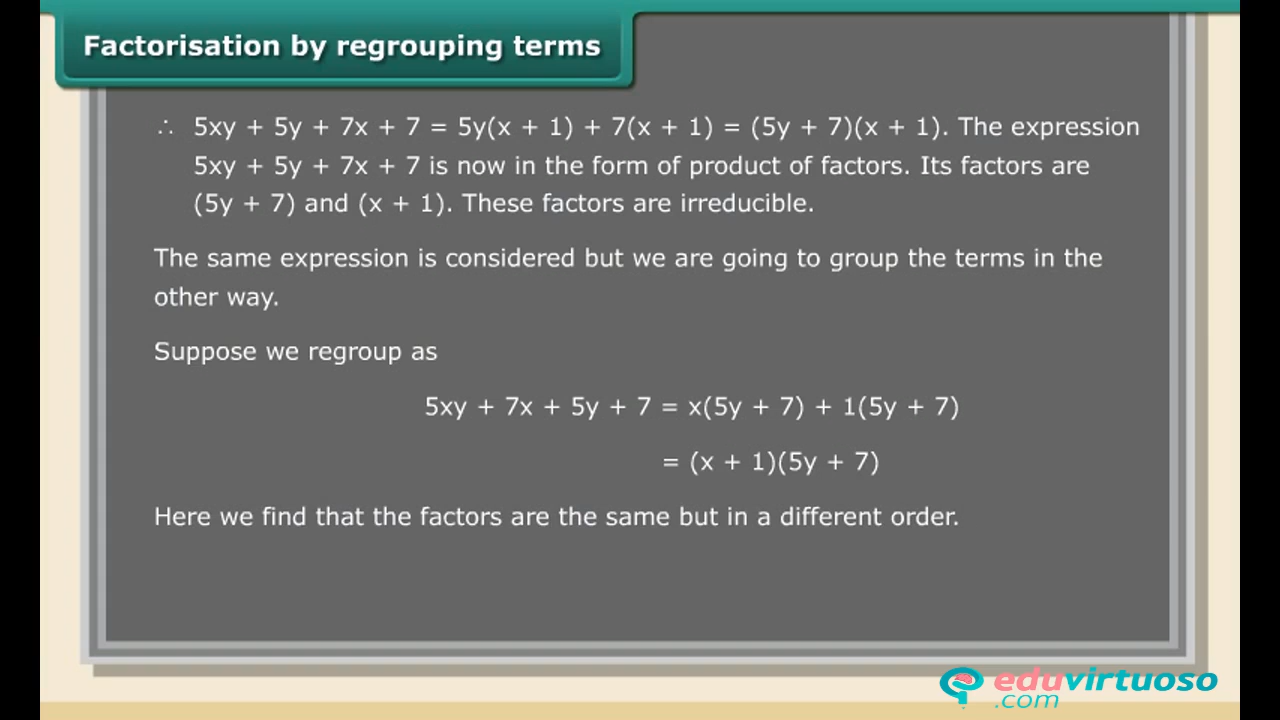 Factorisation by regrouping terms
∴ 5xy + 5y + 7x + 7 = 5y(x + 1) + 7(x + 1) = (5y + 7)(x + 1). The expression
5xy + 5y + 7x + 7 is now in the form of product of factors. Its factors are
(5y + 7) and (x + 1). These factors are irreducible.
The same expression is considered but we are going to group the terms in the
other way.
Suppose we regroup as
5xy + 7x + 5y + 7 = x(5y + 7) + 1(5y + 7)
= (x + 1)(5y + 7)
Here we find that the factors are the same but in a different order.
eduvirtuoso
.com